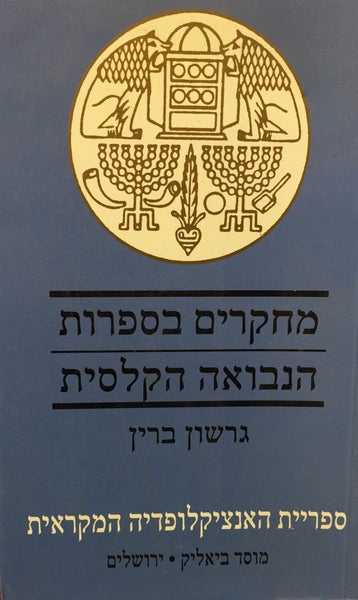 מחקרים בספרות
הנבואה הקלסית
גרשון ברין
ספריית האנציקלופדיה המקראית
מוסד ביאליק • ירושלים